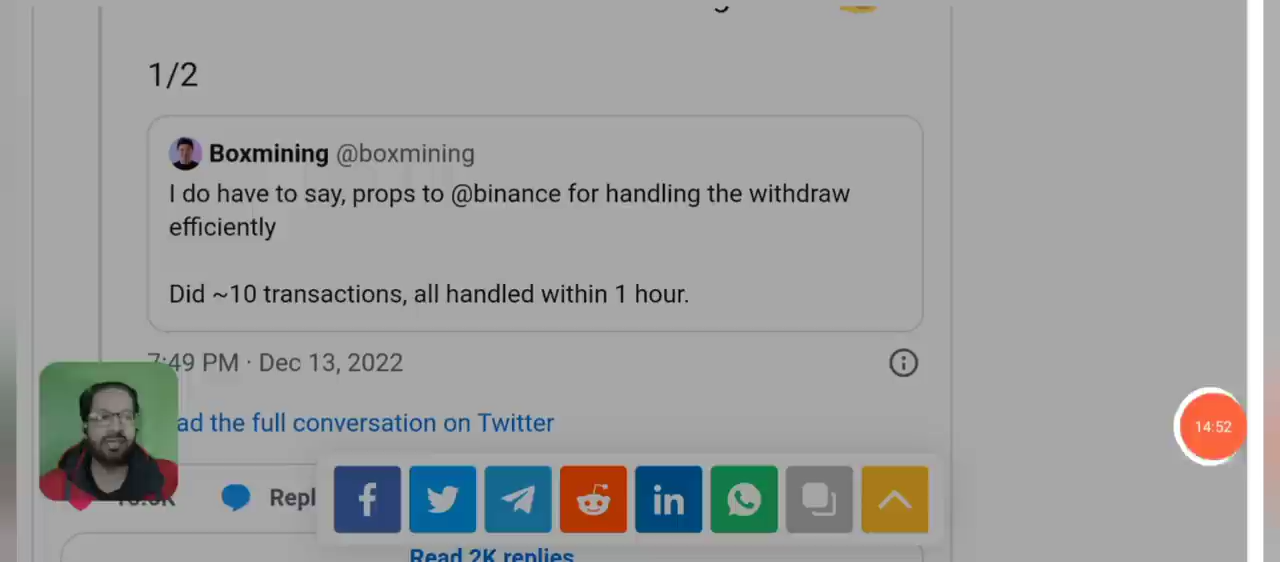 1/2
Boxmining @boxmining
I do have to say, props to @binance for handling the withdraw
efficiently
Did ~10 transactions, all handled within 1 hour.
7:49 PM · Dec 13, 2022
ad the full conversation on Twitter
14:52
Repl
Read 2K replies